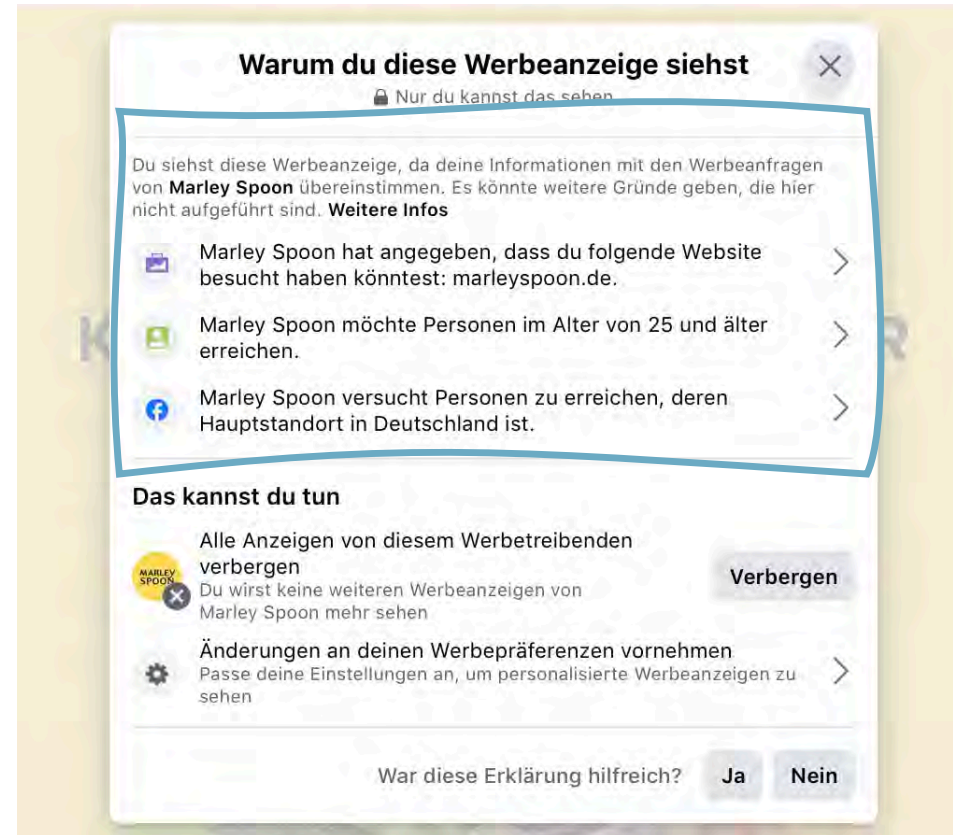 Warum du diese Werbeanzeige siehst
Nur du kannst das sehen
Du siehst diese Werbeanzeige, da deine Informationen mit den Werbeanfragen
von Marley Spoon übereinstimmen. Es könnte weitere Gründe geben, die hier
nicht aufgeführt sind. Weitere Infos
Marley Spoon hat angegeben, dass du folgende Website
besucht haben könntest: marleyspoon.de.
Marley Spoon möchte Personen im Alter von 25 und älter
erreichen.
Marley Spoon versucht Personen zu erreichen, deren
Hauptstandort in Deutschland ist.
Das kannst du tun
Alle Anzeigen von diesem Werbetreibenden
verbergen
Du wirst keine weiteren Werbeanzeigen von
Marley Spoon mehr sehen
MARLEY
SPOON
Verbergen
Änderungen an deinen Werbepräferenzen vornehmen
Passe deine Einstellungen an, um personalisierte Werbeanzeigen zu
sehen
War diese Erklärung hilfreich? Ja Nein